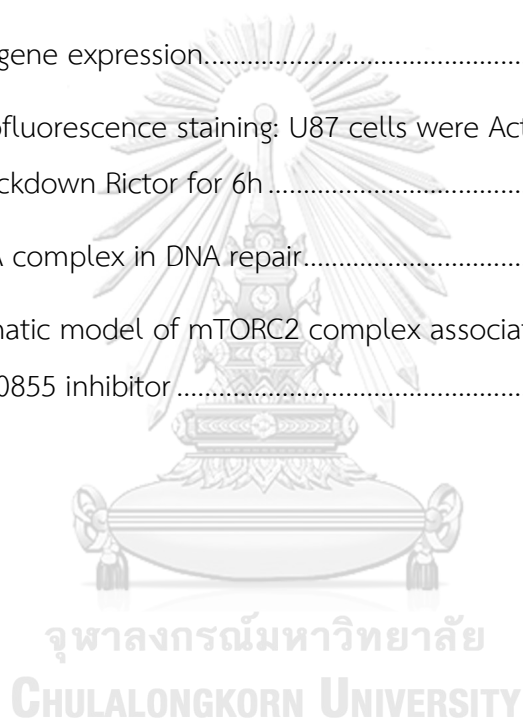 gene expression
ofluorescence staining: U87 cells were Act
ckdown Rictor for 6h
A complex in DNA repair
matic model of mTORC2 complex associat
0855 inhibitor
จุฬาลงกรณ์มหาวิทยาลัย
CHULALONGKORN UNIVERSITY